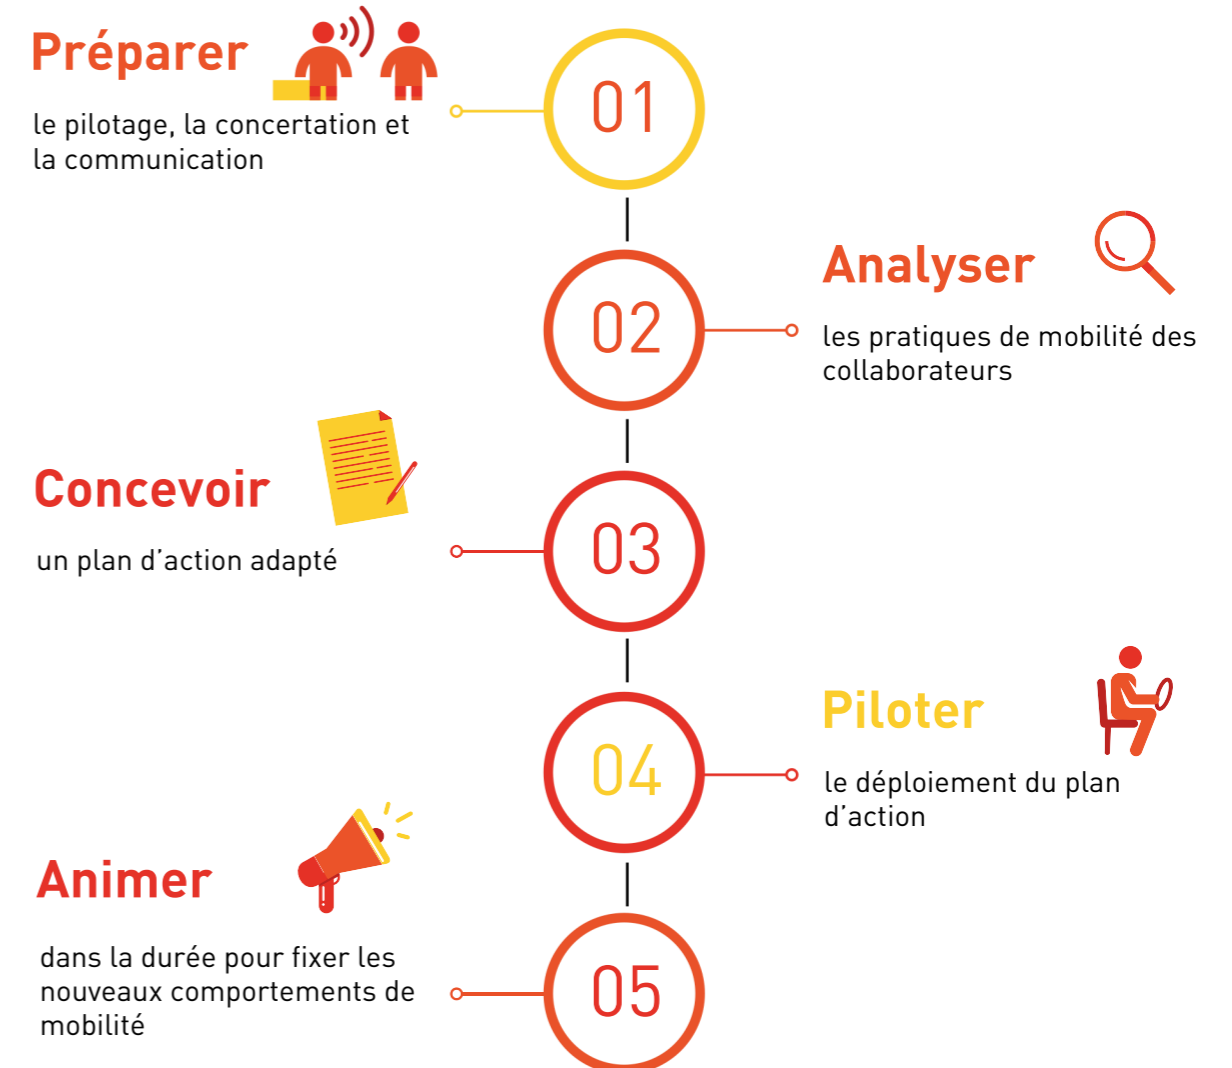 Préparer
le pilotage, la concertation et
la communication
01
02
Analyser
les pratiques de mobilité des
collaborateurs
Concevoir
un plan d’action adapté
03
04
Piloter
le déploiement du plan
d’action
Animer
dans la durée pour fixer les
nouveaux comportements de
mobilité
05